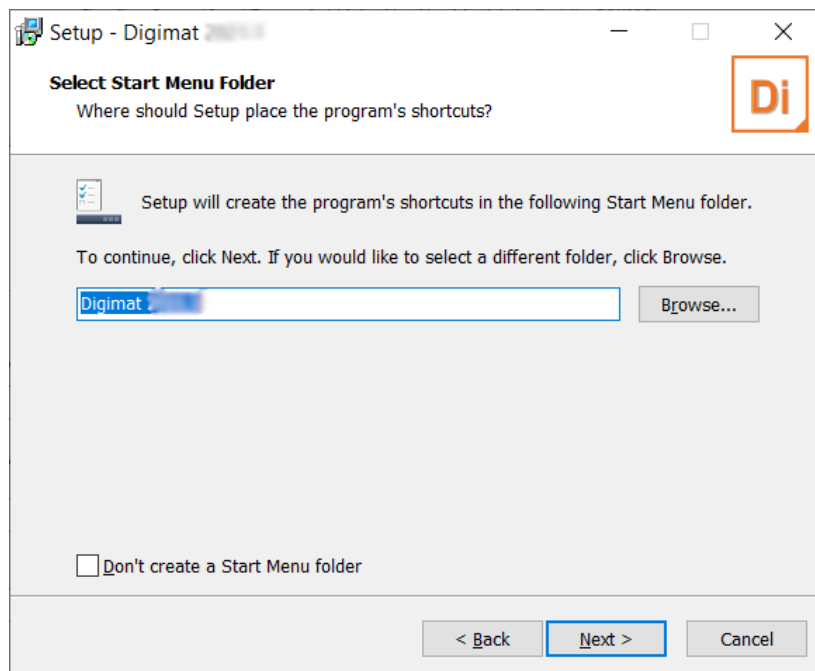 Setup - Digimat
Select Start Menu Folder
Where should Setup place the program's shortcuts?
Di
Setup will create the program's shortcuts in the following Start Menu folder.
To continue, click Next. If you would like to select a different folder, click Browse.
Digimat
Browse...
Don't create a Start Menu folder
< Back
Next >
Cancel